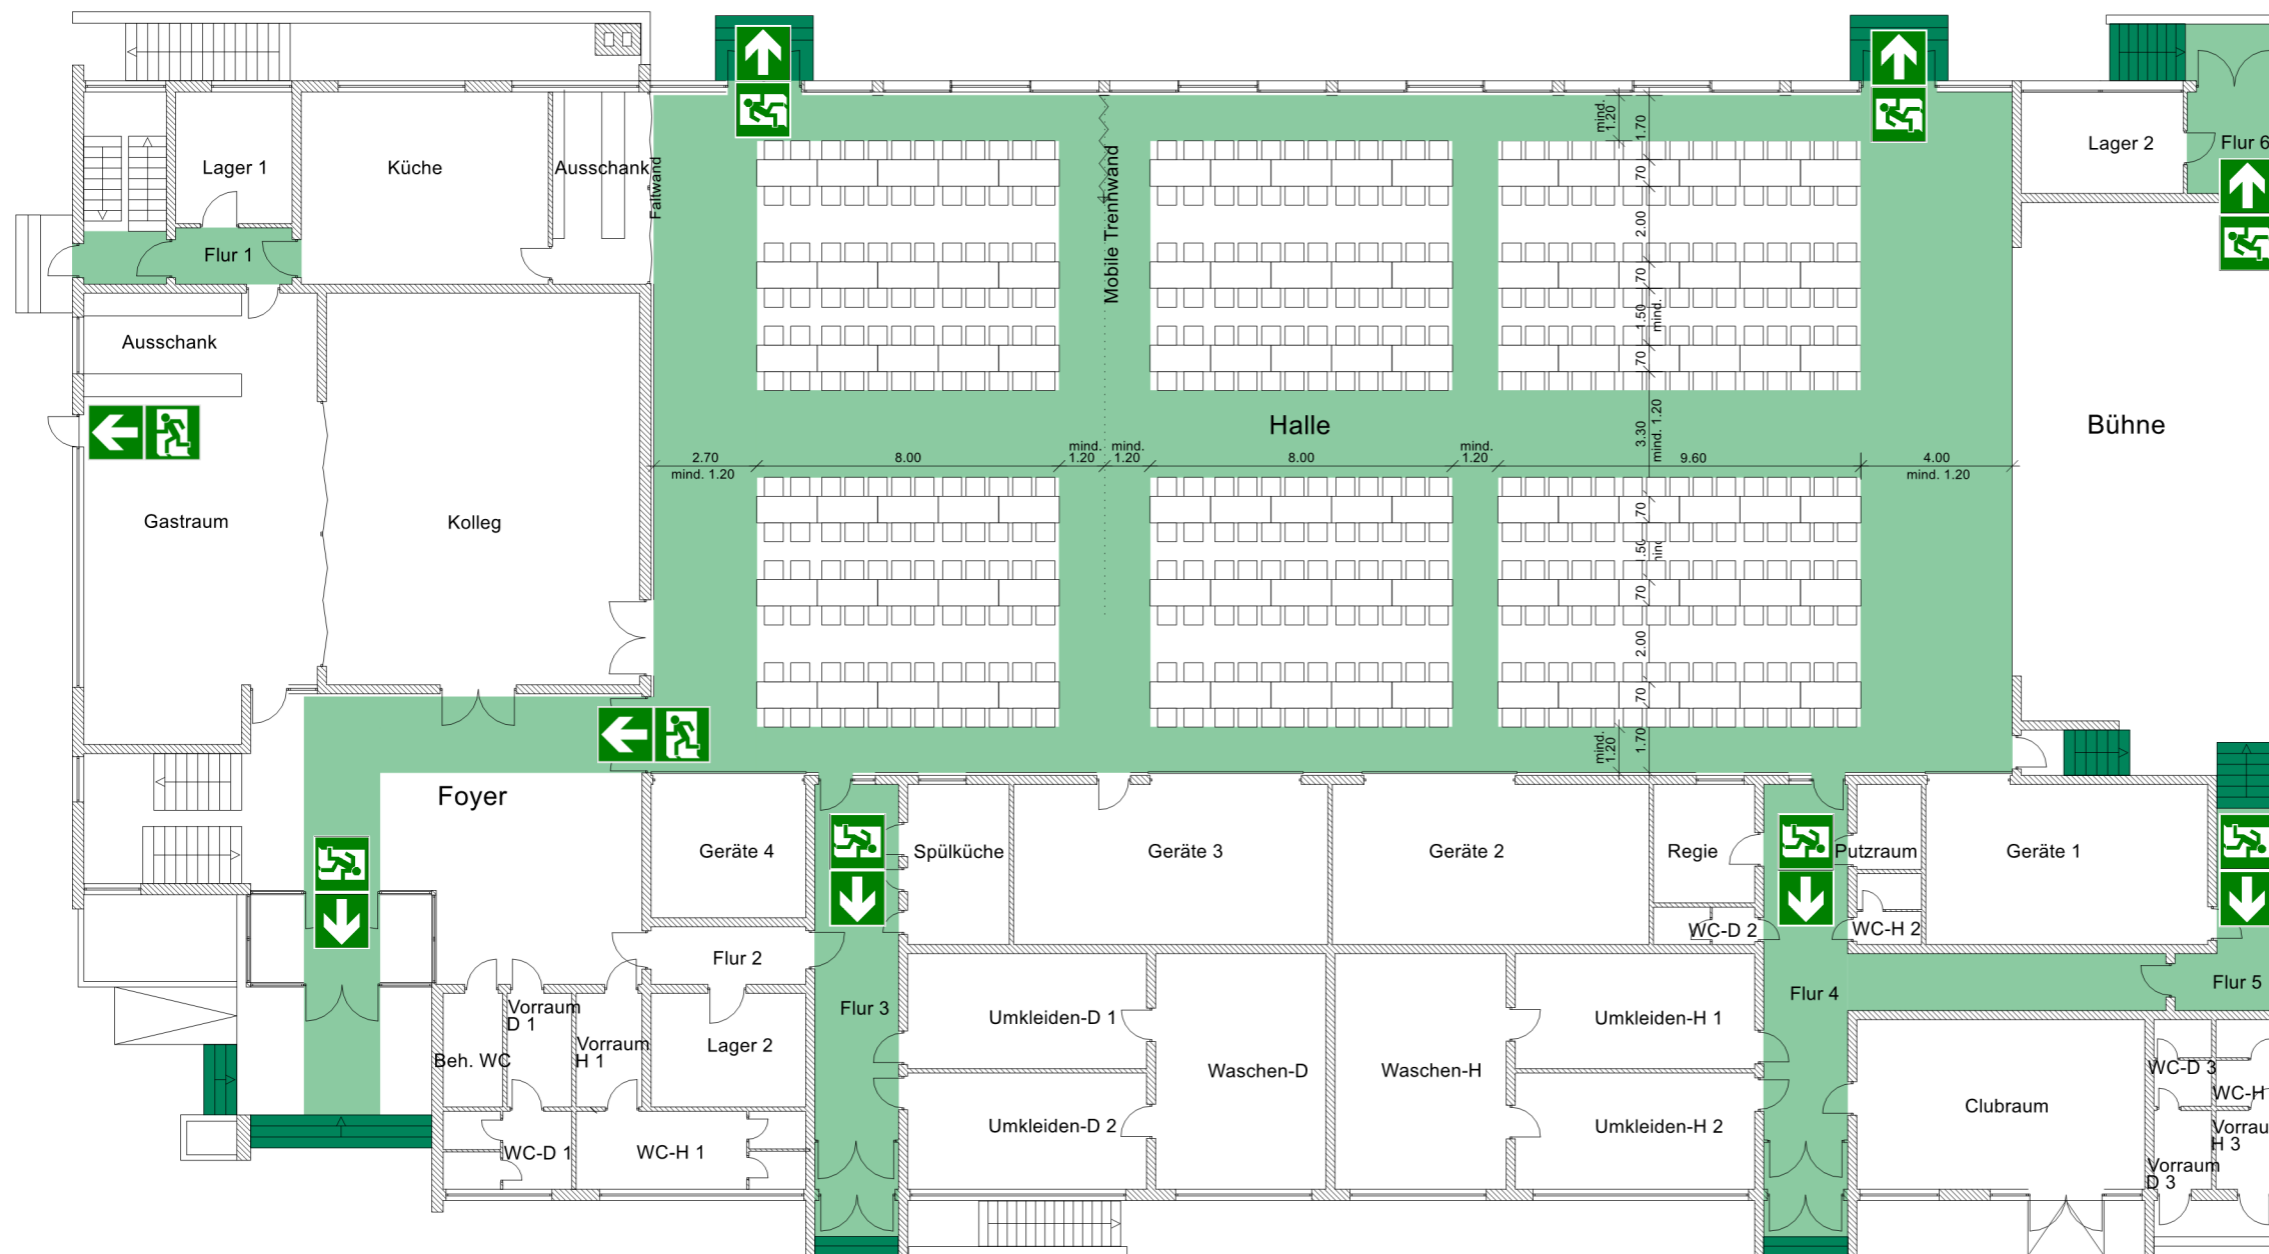 Lager 1
Küche
Ausschank
Faltwand
Mobile Trennwand
mind.
1.20
1.70
Lager 2
Flur 6
.70
2.00
Flur 1
.70
1.50
mind.
.70
Ausschank
Halle
Bühne
3.30
mind. 1.20
2.70
mind. 1.20
8.00
mind.
1.20
mind.
1.20
8.00
mind.
1.20
9.60
4.00
mind. 1.20
Gastraum
Kolleg
.70
.70
2.00
.70
mind.
1.20
1.70
Foyer
Geräte 4
Spülküche
Geräte 3
Geräte 2
Regie
Putzraum
Geräte 1
WC-D 2
WC-H 2
Flur 2
Flur 3
Flur 4
Flur 5
Vorraum
D 1
Umkleiden-D 1
Umkleiden-H 1
Beh. WC
Vorraum
H 1
Lager 2
Waschen-D
Waschen-H
WC-D 3
WC-H
Clubraum
Umkleiden-D 2
Umkleiden-H 2
H 3
WC-D 1
WC-H 1
Vorraum
D 3